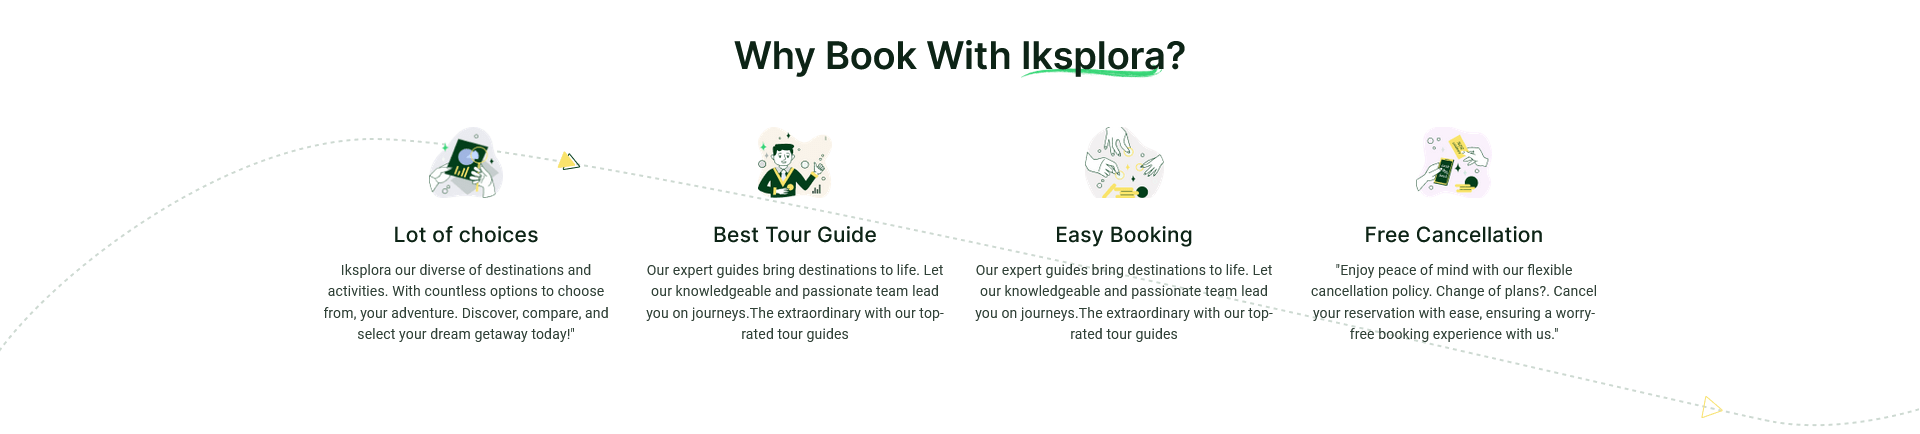 Why Book With Iksplora?
Lot of choices
Iksplora our diverse of destinations and
activities. With countless options to choose
from, your adventure. Discover, compare, and
select your dream getaway today!"
Best Tour Guide
Our expert guides bring destinations to life. Let
our knowledgeable and passionate team lead
you on journeys.The extraordinary with our top-
rated tour guides
Easy Booking
Our expert guides bring destinations to life. Let
our knowledgeable and passionate team lead
you on journeys.The extraordinary with our top-
rated tour guides
Free Cancellation
"Enjoy peace of mind with our flexible
cancellation policy. Change of plans?. Cancel
your reservation with ease, ensuring a worry-
free booking experience with us."